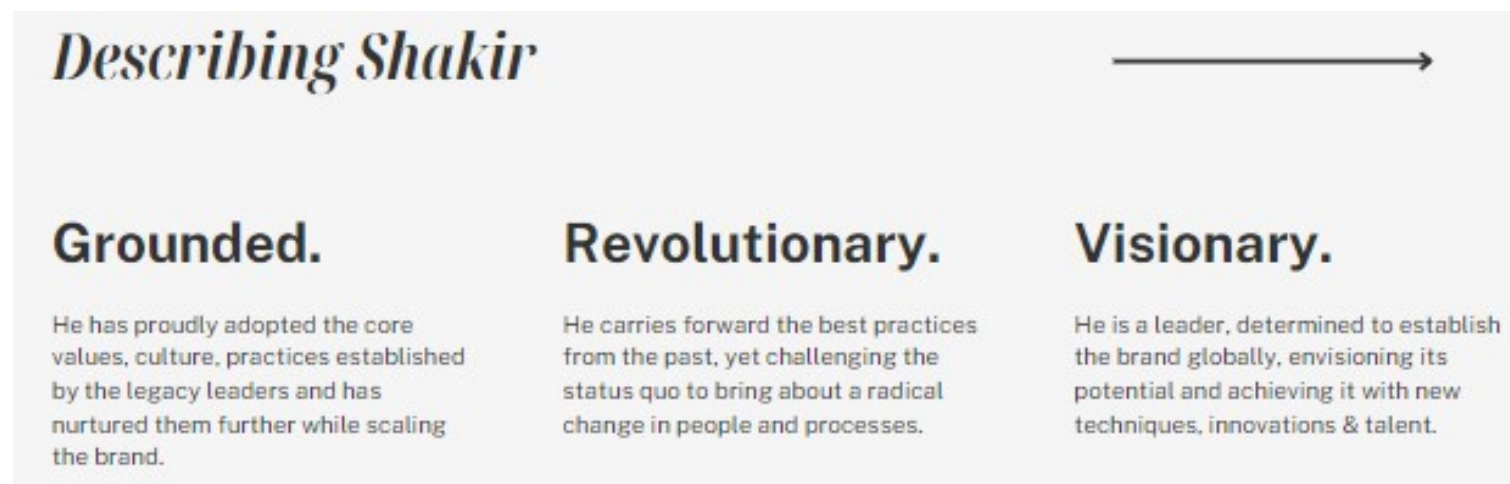 Describing Shakir
Grounded.
He has proudly adopted the core
values, culture, practices established
by the legacy leaders and has
nurtured them further while scaling
the brand.
Revolutionary.
He carries forward the best practices
from the past, yet challenging the
status quo to bring about a radical
change in people and processes.
Visionary.
He is a leader, determined to establish
the brand globally, envisioning its
potential and achieving it with new
techniques, innovations & talent.